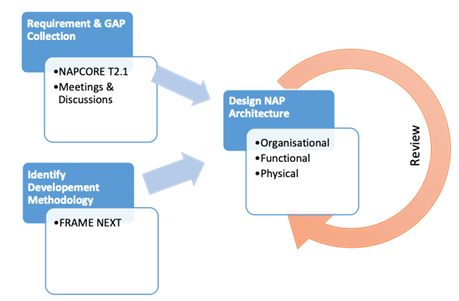 Requirement & GAP
Collection
•NAPCORE T2.1
•Meetings &
Discussions
Identify
Developement
Methodology
•FRAME NEXT
Design NAP
Architecture
•Organisational
•Functional
•Physical
Review